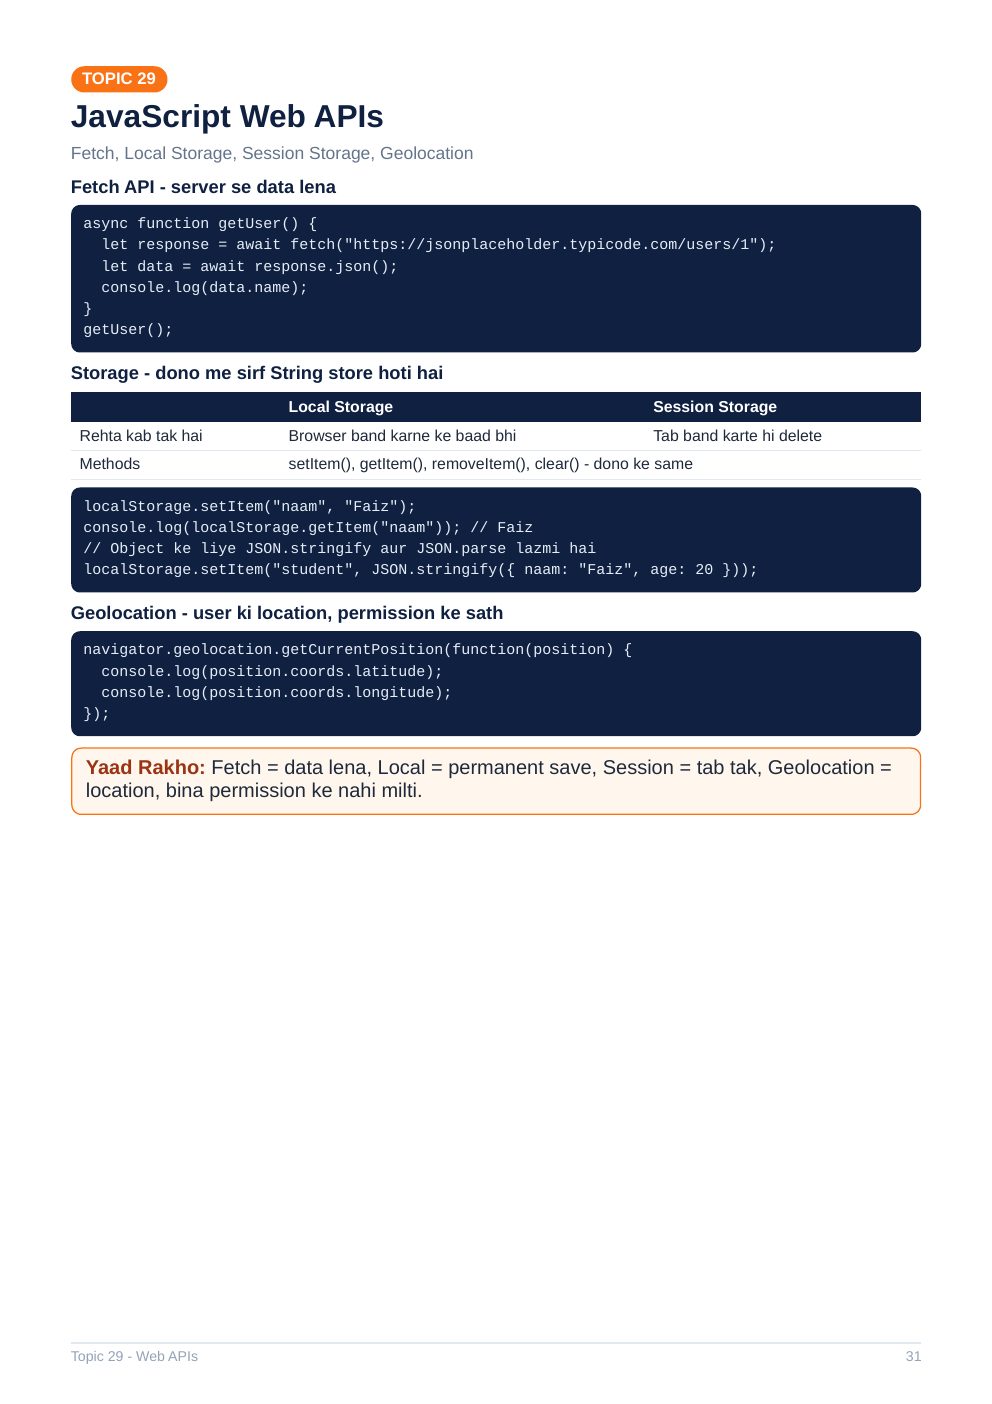 TOPIC 29
JavaScript Web APIs
Fetch, Local Storage, Session Storage, Geolocation
Fetch API - server se data lena
async function getUser() {
  let response = await fetch("https://jsonplaceholder.typicode.com/users/1");
  let data = await response.json();
  console.log(data.name);
}
getUser();
Storage - dono me sirf String store hoti hai
Local Storage Session Storage
Rehta kab tak hai Browser band karne ke baad bhi Tab band karte hi delete
Methods setItem(), getItem(), removeItem(), clear() - dono ke same
localStorage.setItem("naam", "Faiz");
console.log(localStorage.getItem("naam")); // Faiz
// Object ke liye JSON.stringify aur JSON.parse lazmi hai
localStorage.setItem("student", JSON.stringify({ naam: "Faiz", age: 20 }));
Geolocation - user ki location, permission ke sath
navigator.geolocation.getCurrentPosition(function(position) {
  console.log(position.coords.latitude);
  console.log(position.coords.longitude);
});
Yaad Rakho: Fetch = data lena, Local = permanent save, Session = tab tak, Geolocation =
location, bina permission ke nahi milti.
Topic 29 - Web APIs 31